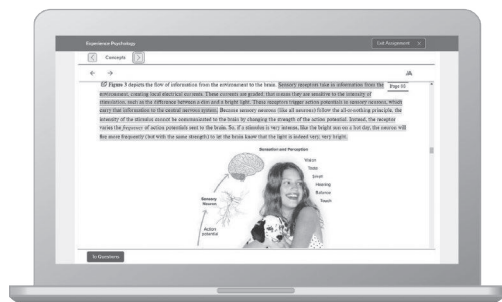 Experience Psychology
Exit Assignment X
Concepts
Figure 3 depicts the flow of information from the environment to the brain. Sensory receptors take in information from the
Page 85
environment, creating local electrical currents. These currents are graded; that means they are sensitive to the intensity of
stimulation, such as the difference between a dim and a bright light. These receptors trigger action potentials in sensory neurons, which
carry that information to the central nervous system. Because sensory neurons (like all neurons) follow the all-or-nothing principle, the
intensity of the stimulus cannot be communicated to the brain by changing the strength of the action potential. Instead, the receptor
varies the frequency of action potentials sent to the brain. So, if a stimulus is very intense, like the bright sun on a hot day, the neuron will
fire more frequently (but with the same strength) to let the brain know that the light is indeed very, very bright.
Sensation and Perception
Vision
Taste
Smell
Hearing
Balance
Touch
Sensory
Neuron
Action
potential
To Questions